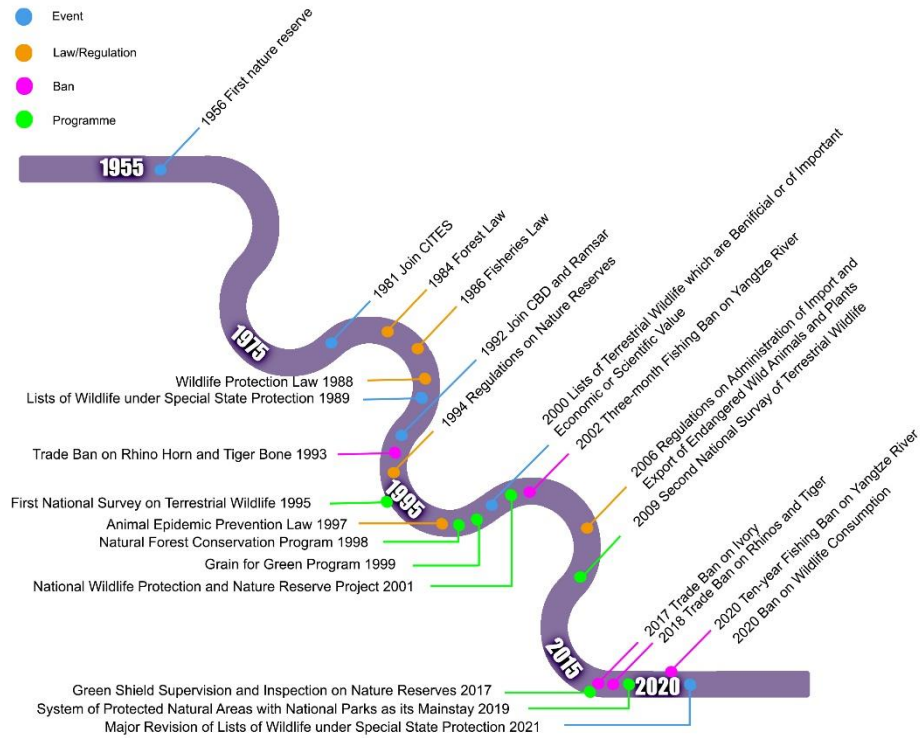 Event
Law/Regulation
Ban
Programme
1955
1956 First nature reserve
1975
1981 Join CITES
1984 Forest Law
1986 Fisheries Law
Wildlife Protection Law 1988
Lists of Wildlife under Special State Protection 1989
1992 Join CBD and Ramsar
Trade Ban on Rhino Horn and Tiger Bone 1993
1994 Regulations on Nature Reserves
1995
First National Survey on Terrestrial Wildlife 1995
Animal Epidemic Prevention Law 1997
Natural Forest Conservation Program 1998
Grain for Green Program 1999
2000 Lists of Terrestrial Wildlife which are Benificial or of Important
Economic or Scientific Value
National Wildlife Protection and Nature Reserve Project 2001
2002 Three-month Fishing Ban on Yangtze River
2006 Regulations on Administration of Import and
Export of Endangered Wild Animals and Plants
2009 Second National Survey of Terrestrial Wildlife
2015
Green Shield Supervision and Inspection on Nature Reserves 2017
2017 Trade Ban on Ivory
2018 Trade Ban on Rhinos and Tiger
System of Protected Natural Areas with National Parks as its Mainstay 2019
2020
2020 Ten-year Fishing Ban on Yangtze River
2020 Ban on Wildlife Consumption
Major Revision of Lists of Wildlife under Special State Protection 2021